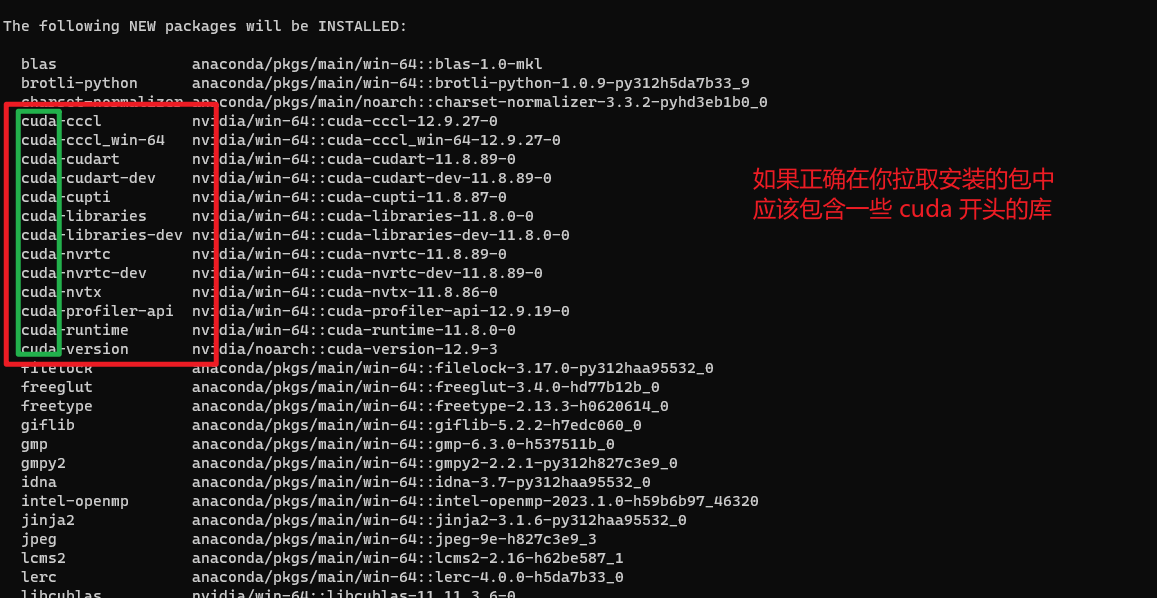 The following NEW packages will be INSTALLED:
blas anaconda/pkgs/main/win-64::blas-1.0-mkl
brotli-python anaconda/pkgs/main/win-64::brotli-python-1.0.9-py312h5da7b33_9
charset-normalizer anaconda/pkgs/main/noarch::charset-normalizer-3.3.2-pyhd3eb1b0_0
cuda-cccl nvidia/win-64::cuda-cccl-12.9.27-0
cuda-cccl_win-64 nvidia/win-64::cuda-cccl_win-64-12.9.27-0
cuda-cudart nvidia/win-64::cuda-cudart-11.8.89-0
cuda-cudart-dev nvidia/win-64::cuda-cudart-dev-11.8.89-0
cuda-cupti nvidia/win-64::cuda-cupti-11.8.87-0
cuda-libraries nvidia/win-64::cuda-libraries-11.8.0-0
cuda-libraries-dev nvidia/win-64::cuda-libraries-dev-11.8.0-0
cuda-nvrtc nvidia/win-64::cuda-nvrtc-11.8.89-0
cuda-nvrtc-dev nvidia/win-64::cuda-nvrtc-dev-11.8.89-0
cuda-nvtx nvidia/win-64::cuda-nvtx-11.8.86-0
cuda-profiler-api nvidia/win-64::cuda-profiler-api-12.9.19-0
cuda-runtime nvidia/win-64::cuda-runtime-11.8.0-0
cuda-version nvidia/noarch::cuda-version-12.9-3
filelock anaconda/pkgs/main/win-64::filelock-3.17.0-py312haa95532_0
freeglut anaconda/pkgs/main/win-64::freeglut-3.4.0-hd77b12b_0
freetype anaconda/pkgs/main/win-64::freetype-2.13.3-h0620614_0
giflib anaconda/pkgs/main/win-64::giflib-5.2.2-h7edc060_0
gmp anaconda/pkgs/main/win-64::gmp-6.3.0-h537511b_0
gmpy2 anaconda/pkgs/main/win-64::gmpy2-2.2.1-py312h827c3e9_0
idna anaconda/pkgs/main/win-64::idna-3.7-py312haa95532_0
intel-openmp anaconda/pkgs/main/win-64::intel-openmp-2023.1.0-h59b6b97_46320
jinja2 anaconda/pkgs/main/win-64::jinja2-3.1.6-py312haa95532_0
jpeg anaconda/pkgs/main/win-64::jpeg-9e-h827c3e9_3
lcms2 anaconda/pkgs/main/win-64::lcms2-2.16-h62be587_1
lerc anaconda/pkgs/main/win-64::lerc-4.0.0-h5da7b33_0
libcublas nvidia/win-64::libcublas-11.11.3.6-0
如果正确在你拉取安装的包中
应该包含一些 cuda 开头的库